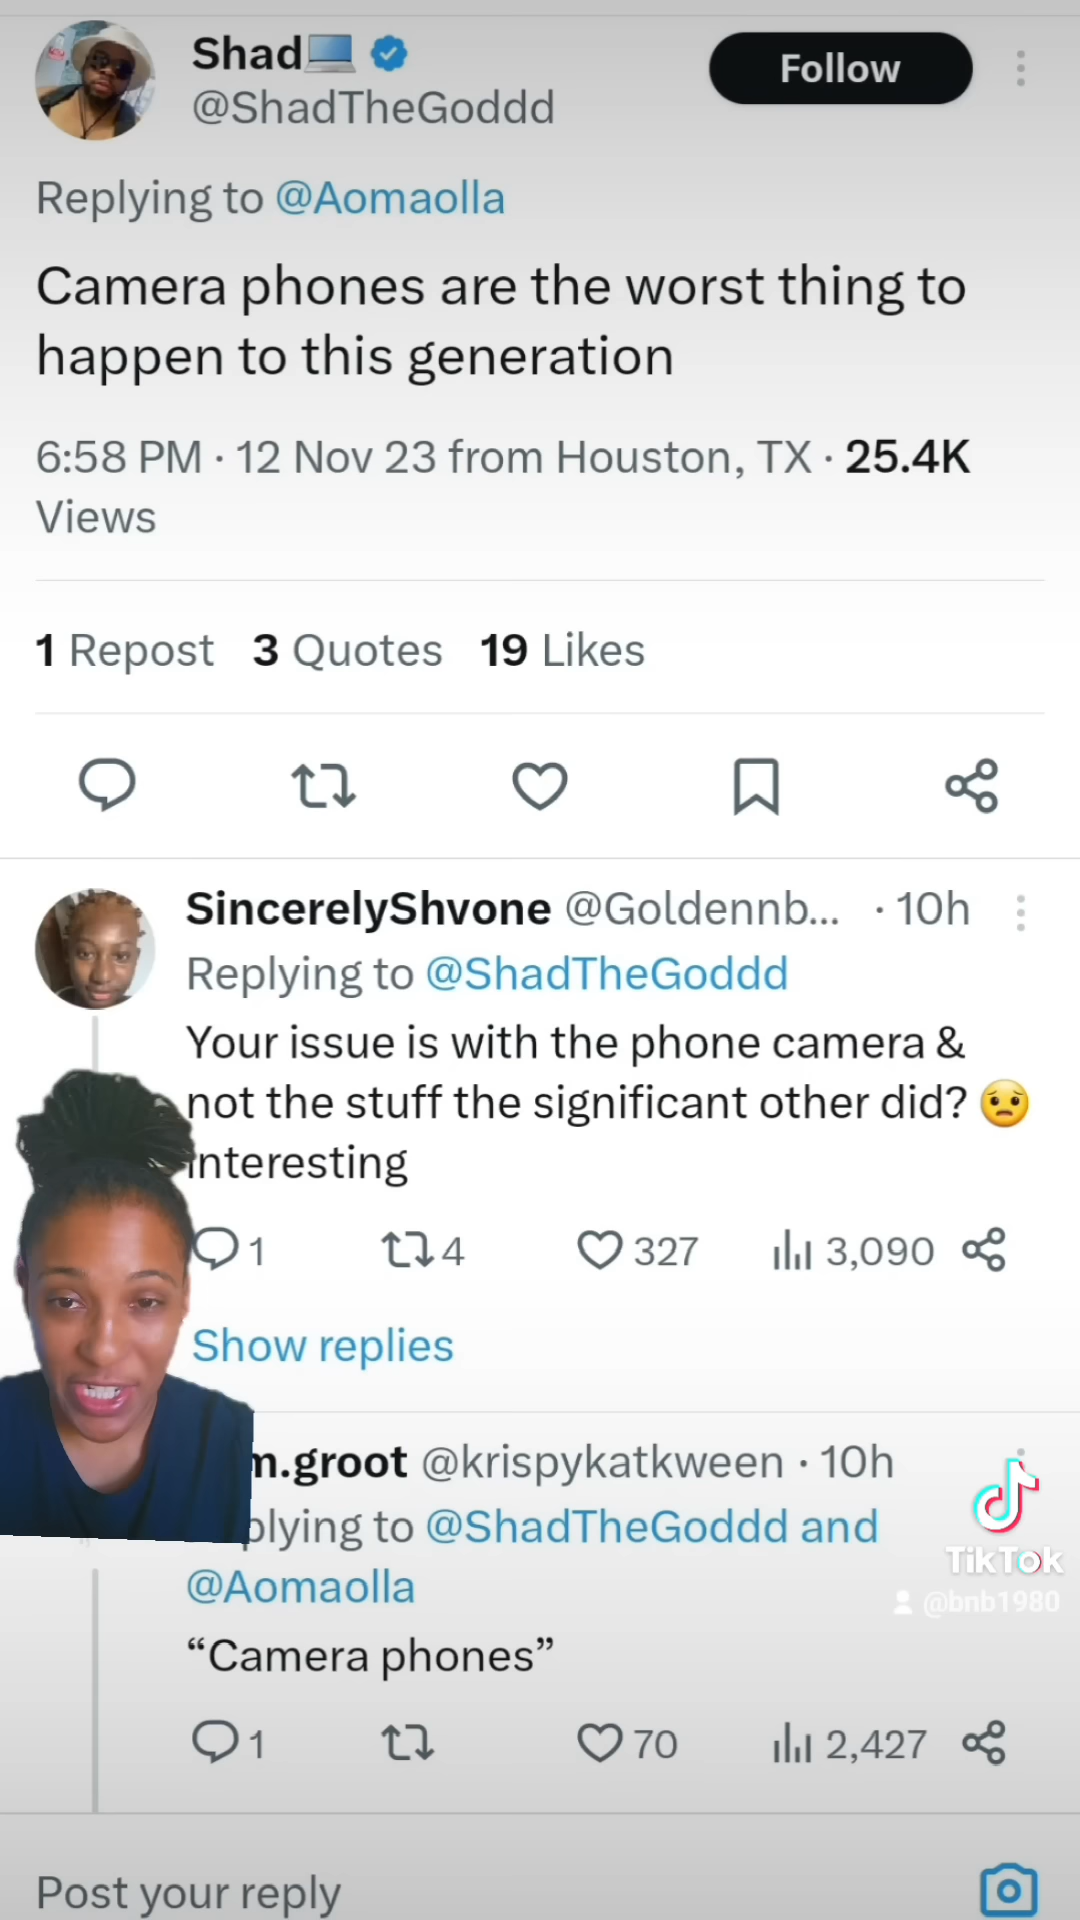 Shad
@ShadTheGoddd
Follow
Replying to @Aomaolla
Camera phones are the worst thing to
happen to this generation
6:58 PM · 12 Nov 23 from Houston, TX · 25.4K
Views
1 Repost 3 Quotes 19 Likes
SincerelyShvone @Goldennb... · 10h
Replying to @ShadTheGoddd
Your issue is with the phone camera &
not the stuff the significant other did? 😟
interesting
1 4 327 3,090
Show replies
m.groot @krispykatkween · 10h
plying to @ShadTheGoddd and
@Aomaolla
“Camera phones”
1 70 2,427
TikTok
@bnb1980
Post your reply